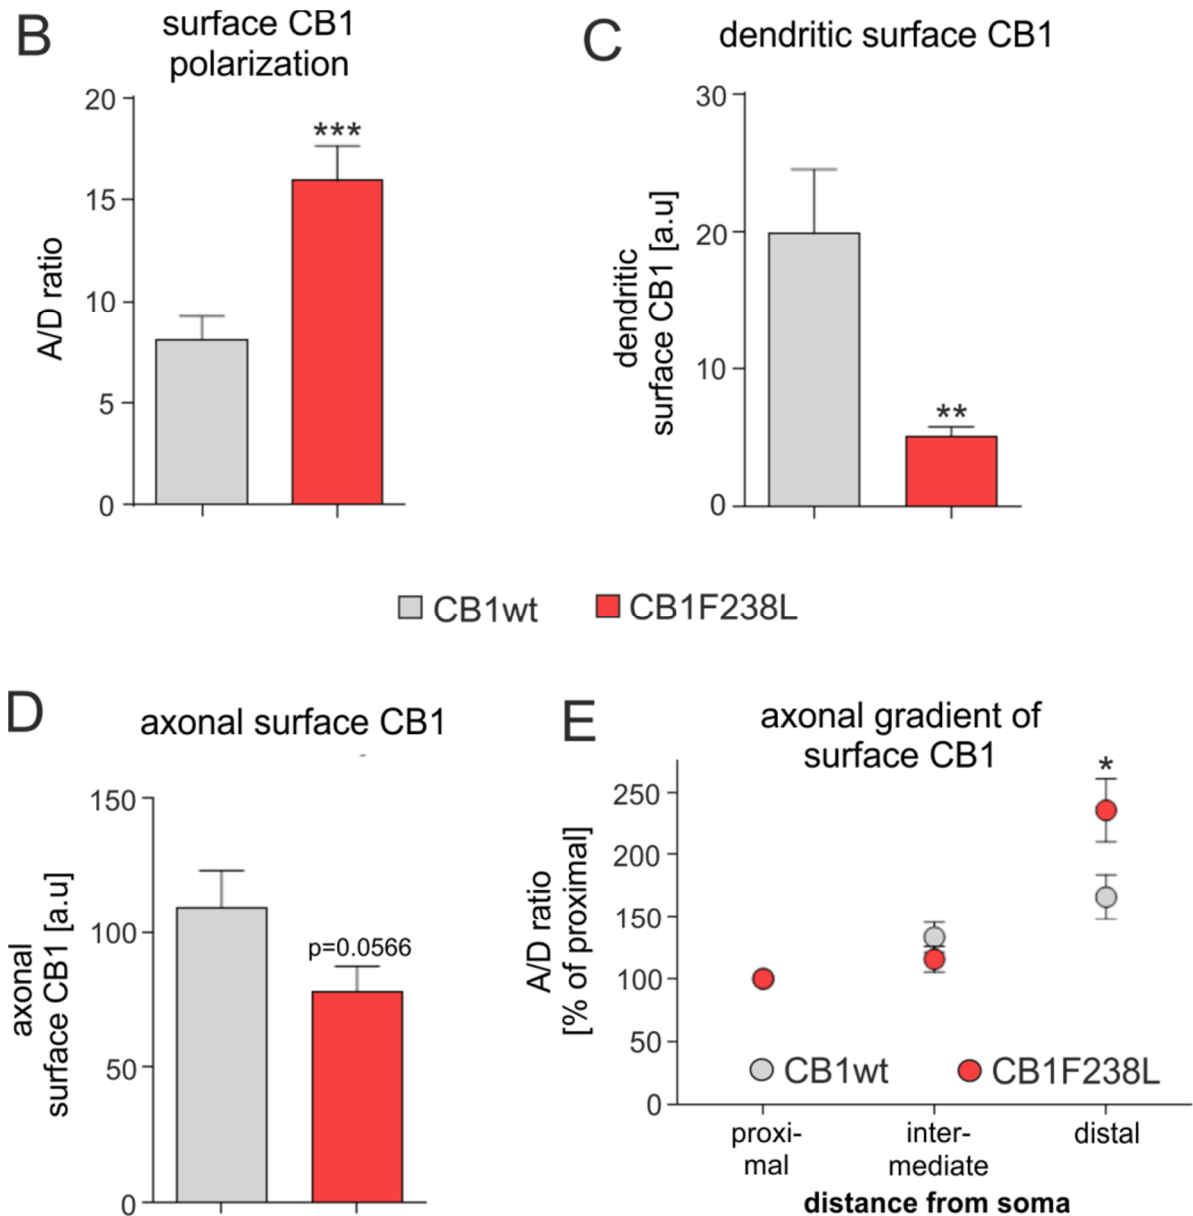 B
surface CB1
polarization
20
15
10
5
0
A/D ratio
***
C
dendritic surface CB1
30
20
10
0
dendritic
surface CB1 [a.u]
**
CB1wt
CB1F238L
D
axonal surface CB1
150
100
50
0
axonal
surface CB1 [a.u]
p=0.0566
E
axonal gradient of
surface CB1
250
200
150
100
50
0
A/D ratio
[% of proximal]
*
CB1wt
CB1F238L
proxi-
mal
inter-
mediate
distal
distance from soma